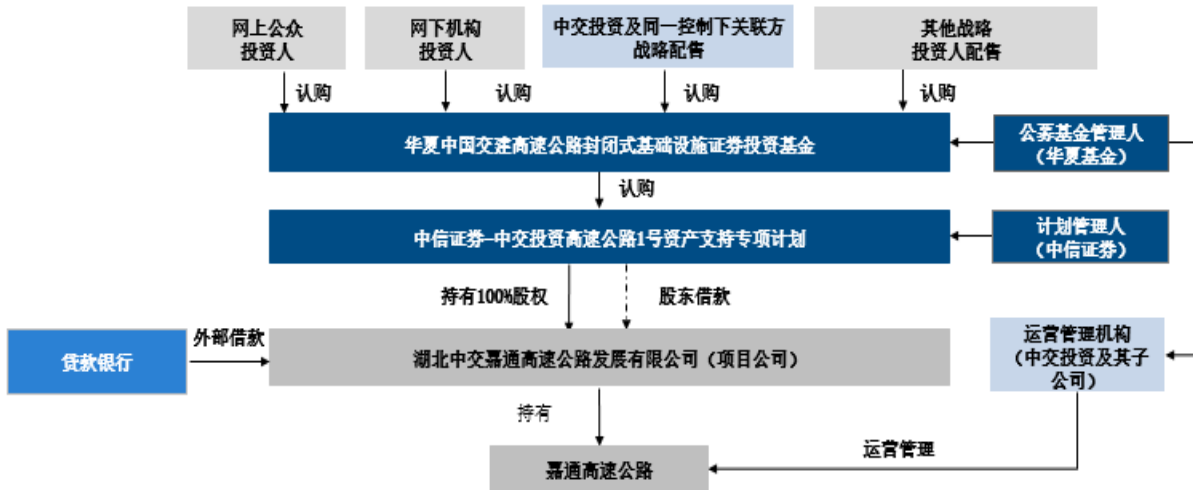 网上公众
投资人
网下机构
投资人
中交投资及同一控制下关联方
战略配售
其他战略
投资人配售
认购
认购
认购
认购
华夏中国交建高速公路封闭式基础设施证券投资基金
公募基金管理人
（华夏基金）
认购
中信证券-中交投资高速公路1号资产支持专项计划
计划管理人
（中信证券）
持有100%股权
股东借款
贷款银行
外部借款
湖北中交嘉通高速公路发展有限公司（项目公司）
运营管理机构
（中交投资及其子
公司）
持有
运营管理
嘉通高速公路